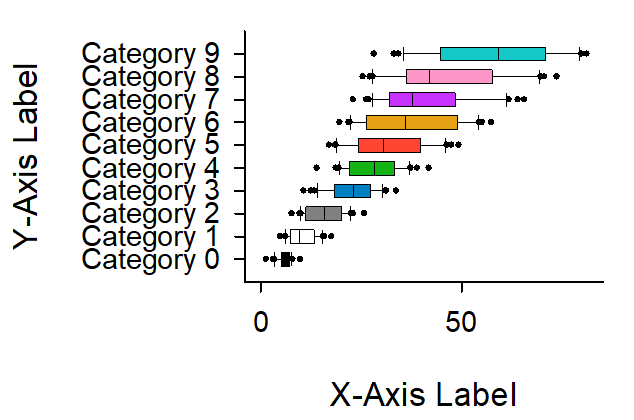 Y-Axis Label
Category 9
Category 8
Category 7
Category 6
Category 5
Category 4
Category 3
Category 2
Category 1
Category 0
0 50
X-Axis Label